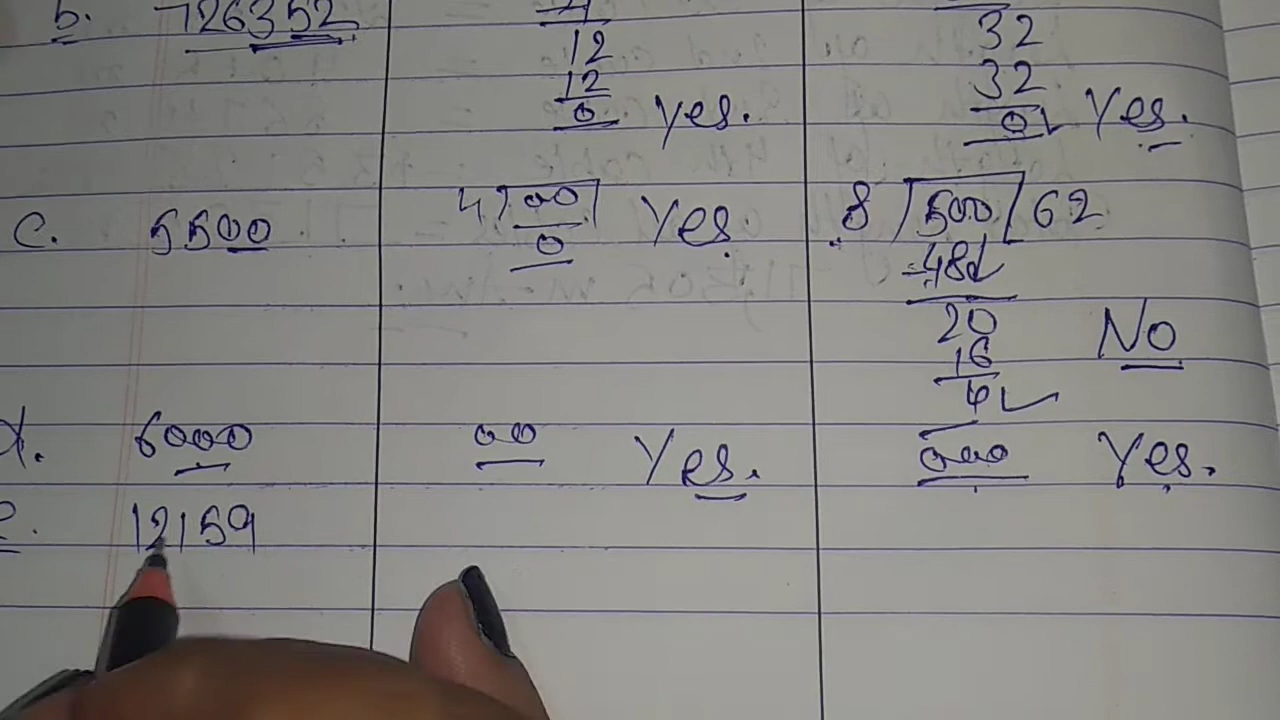 b. 726352
12
12
0 Yes.
32
32
0 Yes.
c. 5500 4)00( Yes 8)500(62
0
-48
20 No
16
4
d. 6000 00 Yes. 000 Yes.
e. 12159